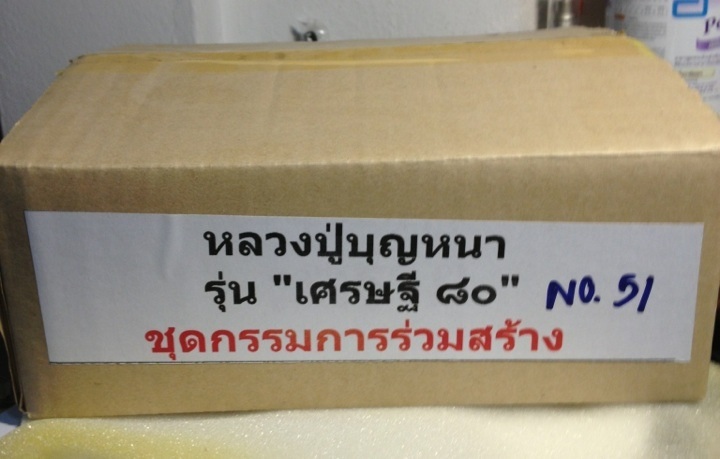 หลวงปู่บุญหนา
รุ่น "เศรษฐี ๘๐" NO. 51
ชุดกรรมการร่วมสร้าง